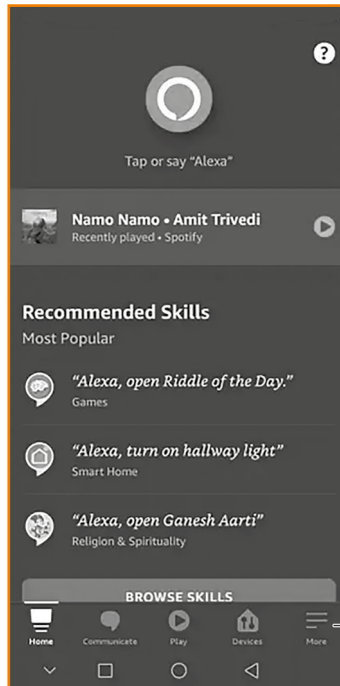 ?
Tap or say “Alexa”
Namo Namo • Amit Trivedi
Recently played • Spotify
Recommended Skills
Most Popular
“Alexa, open Riddle of the Day.”
Games
“Alexa, turn on hallway light”
Smart Home
“Alexa, open Ganesh Aarti”
Religion & Spirituality
BROWSE SKILLS
Home Communicate Play Devices More